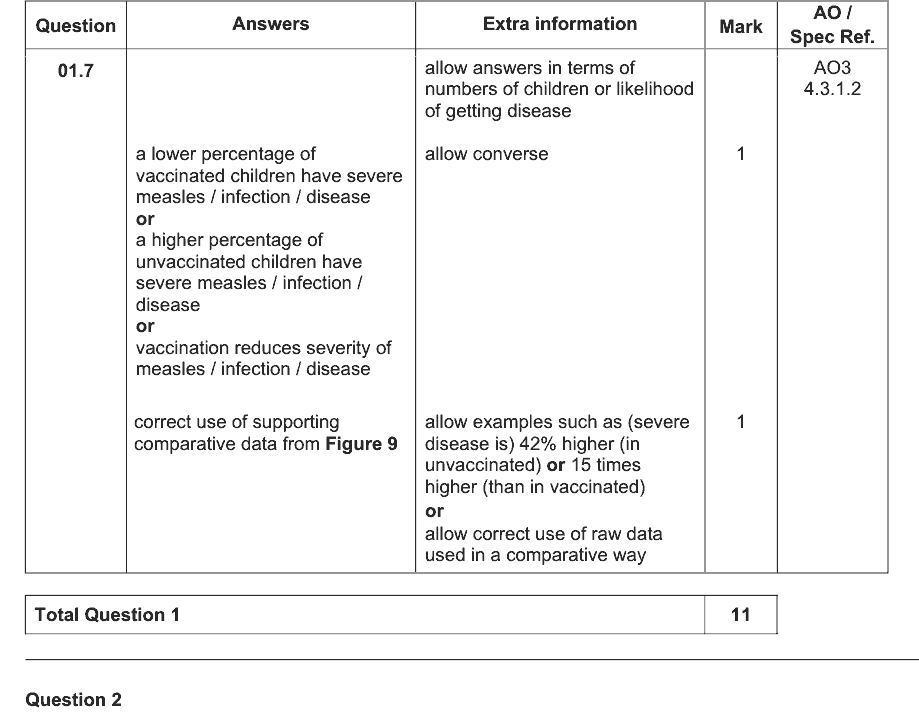 Question Answers Extra information Mark AO /
Spec Ref.
01.7 allow answers in terms of AO3
numbers of children or likelihood 4.3.1.2
of getting disease
a lower percentage of allow converse 1
vaccinated children have severe
measles / infection / disease
or
a higher percentage of
unvaccinated children have
severe measles / infection /
disease
or
vaccination reduces severity of
measles / infection / disease
correct use of supporting allow examples such as (severe 1
comparative data from Figure 9 disease is) 42% higher (in
unvaccinated) or 15 times
higher (than in vaccinated)
or
allow correct use of raw data
used in a comparative way
Total Question 1 11
Question 2